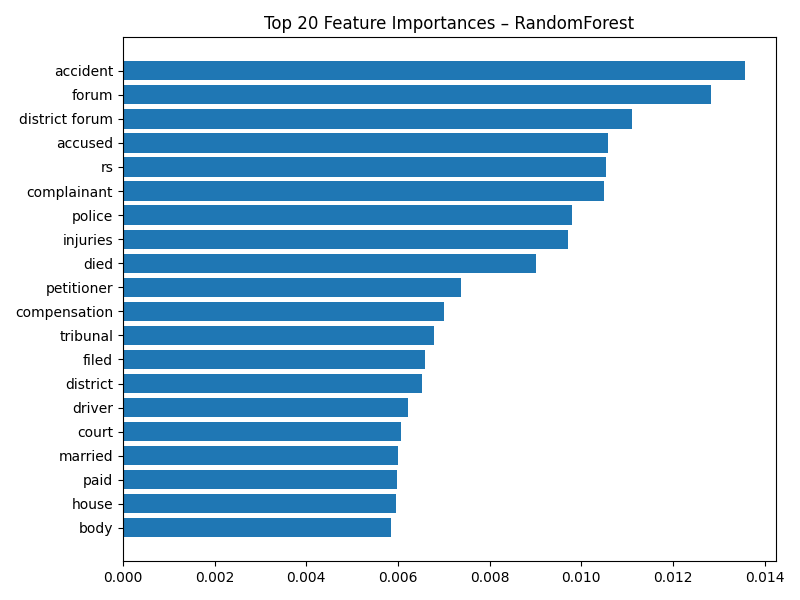 Top 20 Feature Importances – RandomForest
accident
forum
district forum
accused
rs
complainant
police
injuries
died
petitioner
compensation
tribunal
filed
district
driver
court
married
paid
house
body
0.000 0.002 0.004 0.006 0.008 0.010 0.012 0.014